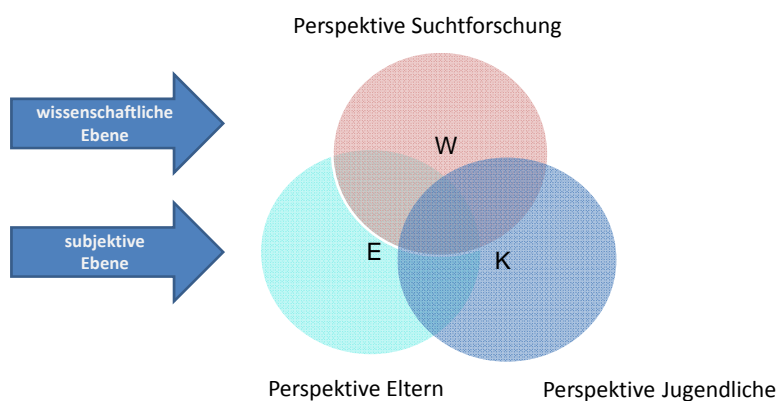 Perspektive Suchtforschung
wissenschaftliche
Ebene
W
subjektive
Ebene
E
K
Perspektive Eltern
Perspektive Jugendliche